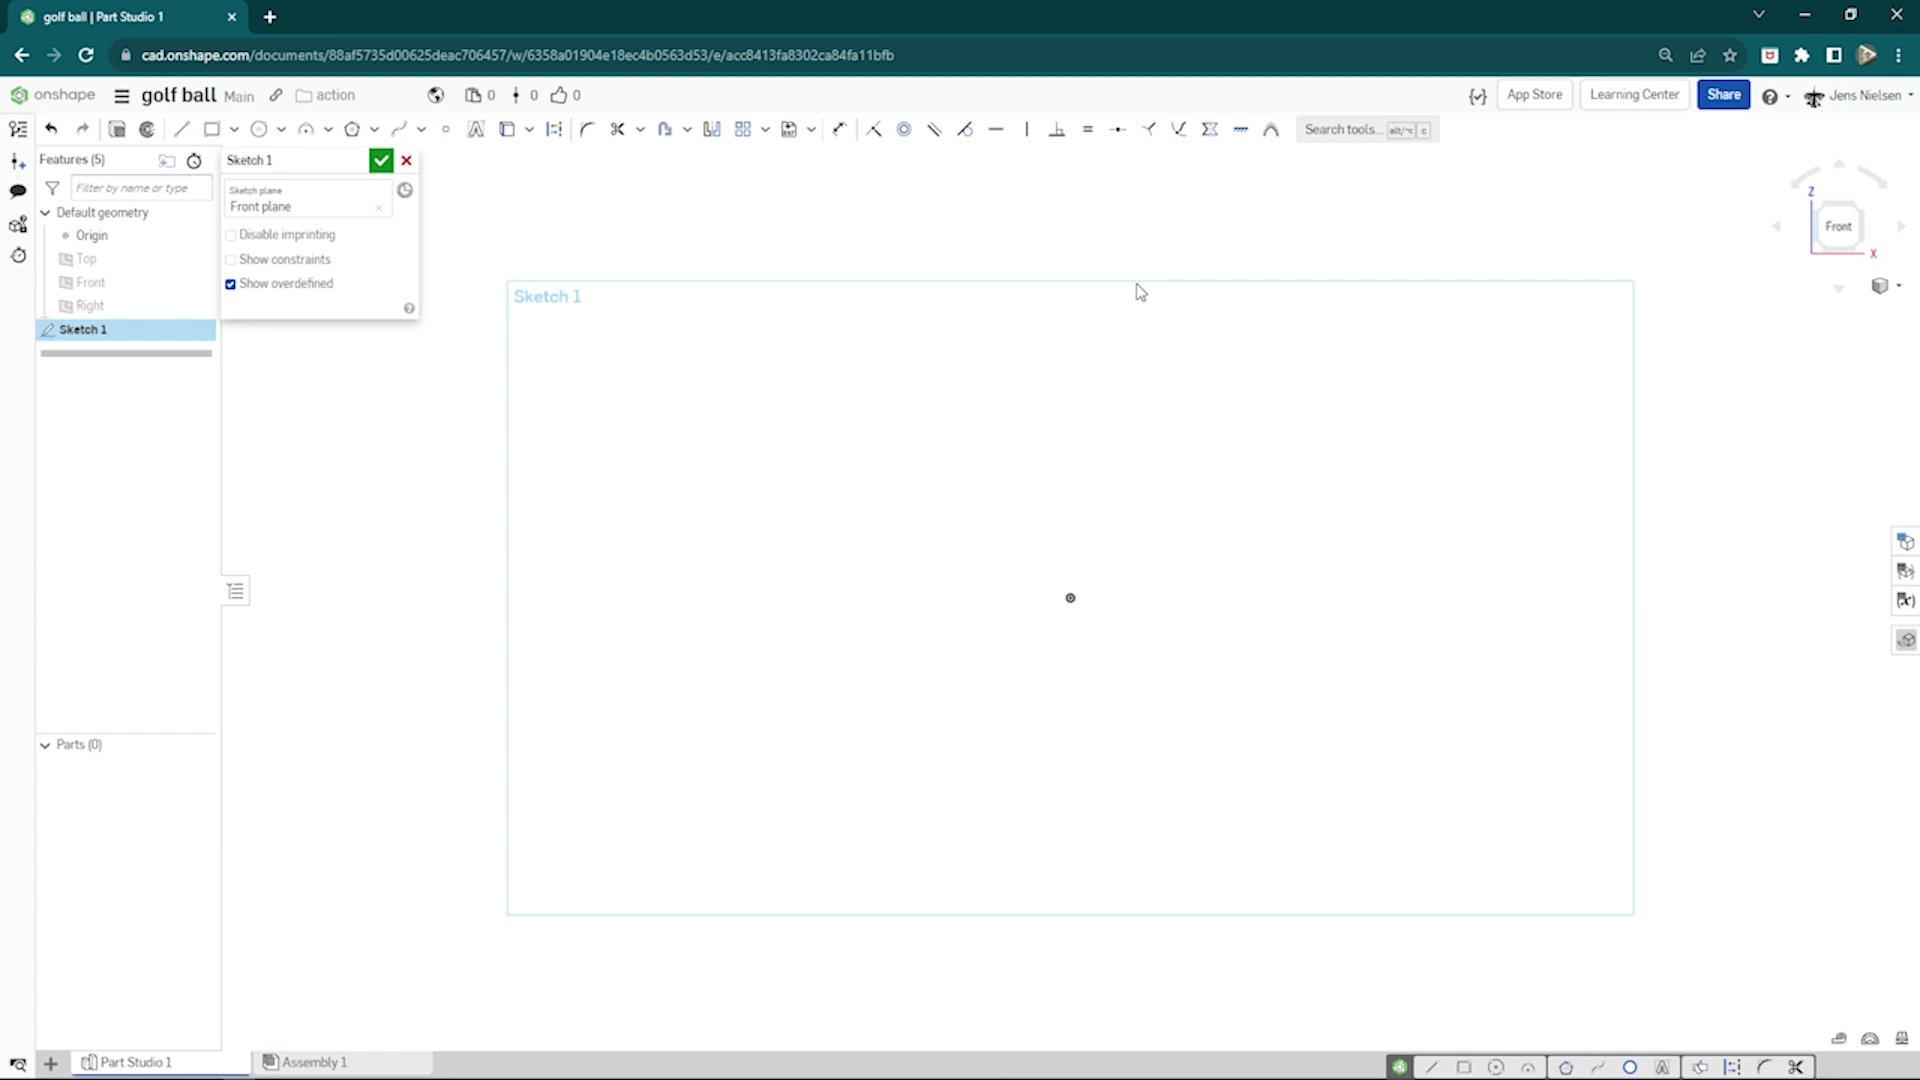 golf ball | Part Studio 1
cad.onshape.com/documents/88af5735d00625deac706457/w/6358a01904e18ec4b0563d53/e/acc8413fa8302ca84fa11bfb
onshape golf ball Main action 0 0 0 App Store Learning Center Share Jens Nielsen
Search tools... alt/⌥ c
Features (5)
Filter by name or type
Default geometry
Origin
Top
Front
Right
Sketch 1
Sketch 1
Sketch plane
Front plane
Disable imprinting
Show constraints
Show overdefined
Sketch 1
Z
Front
X
Parts (0)
Part Studio 1
Assembly 1